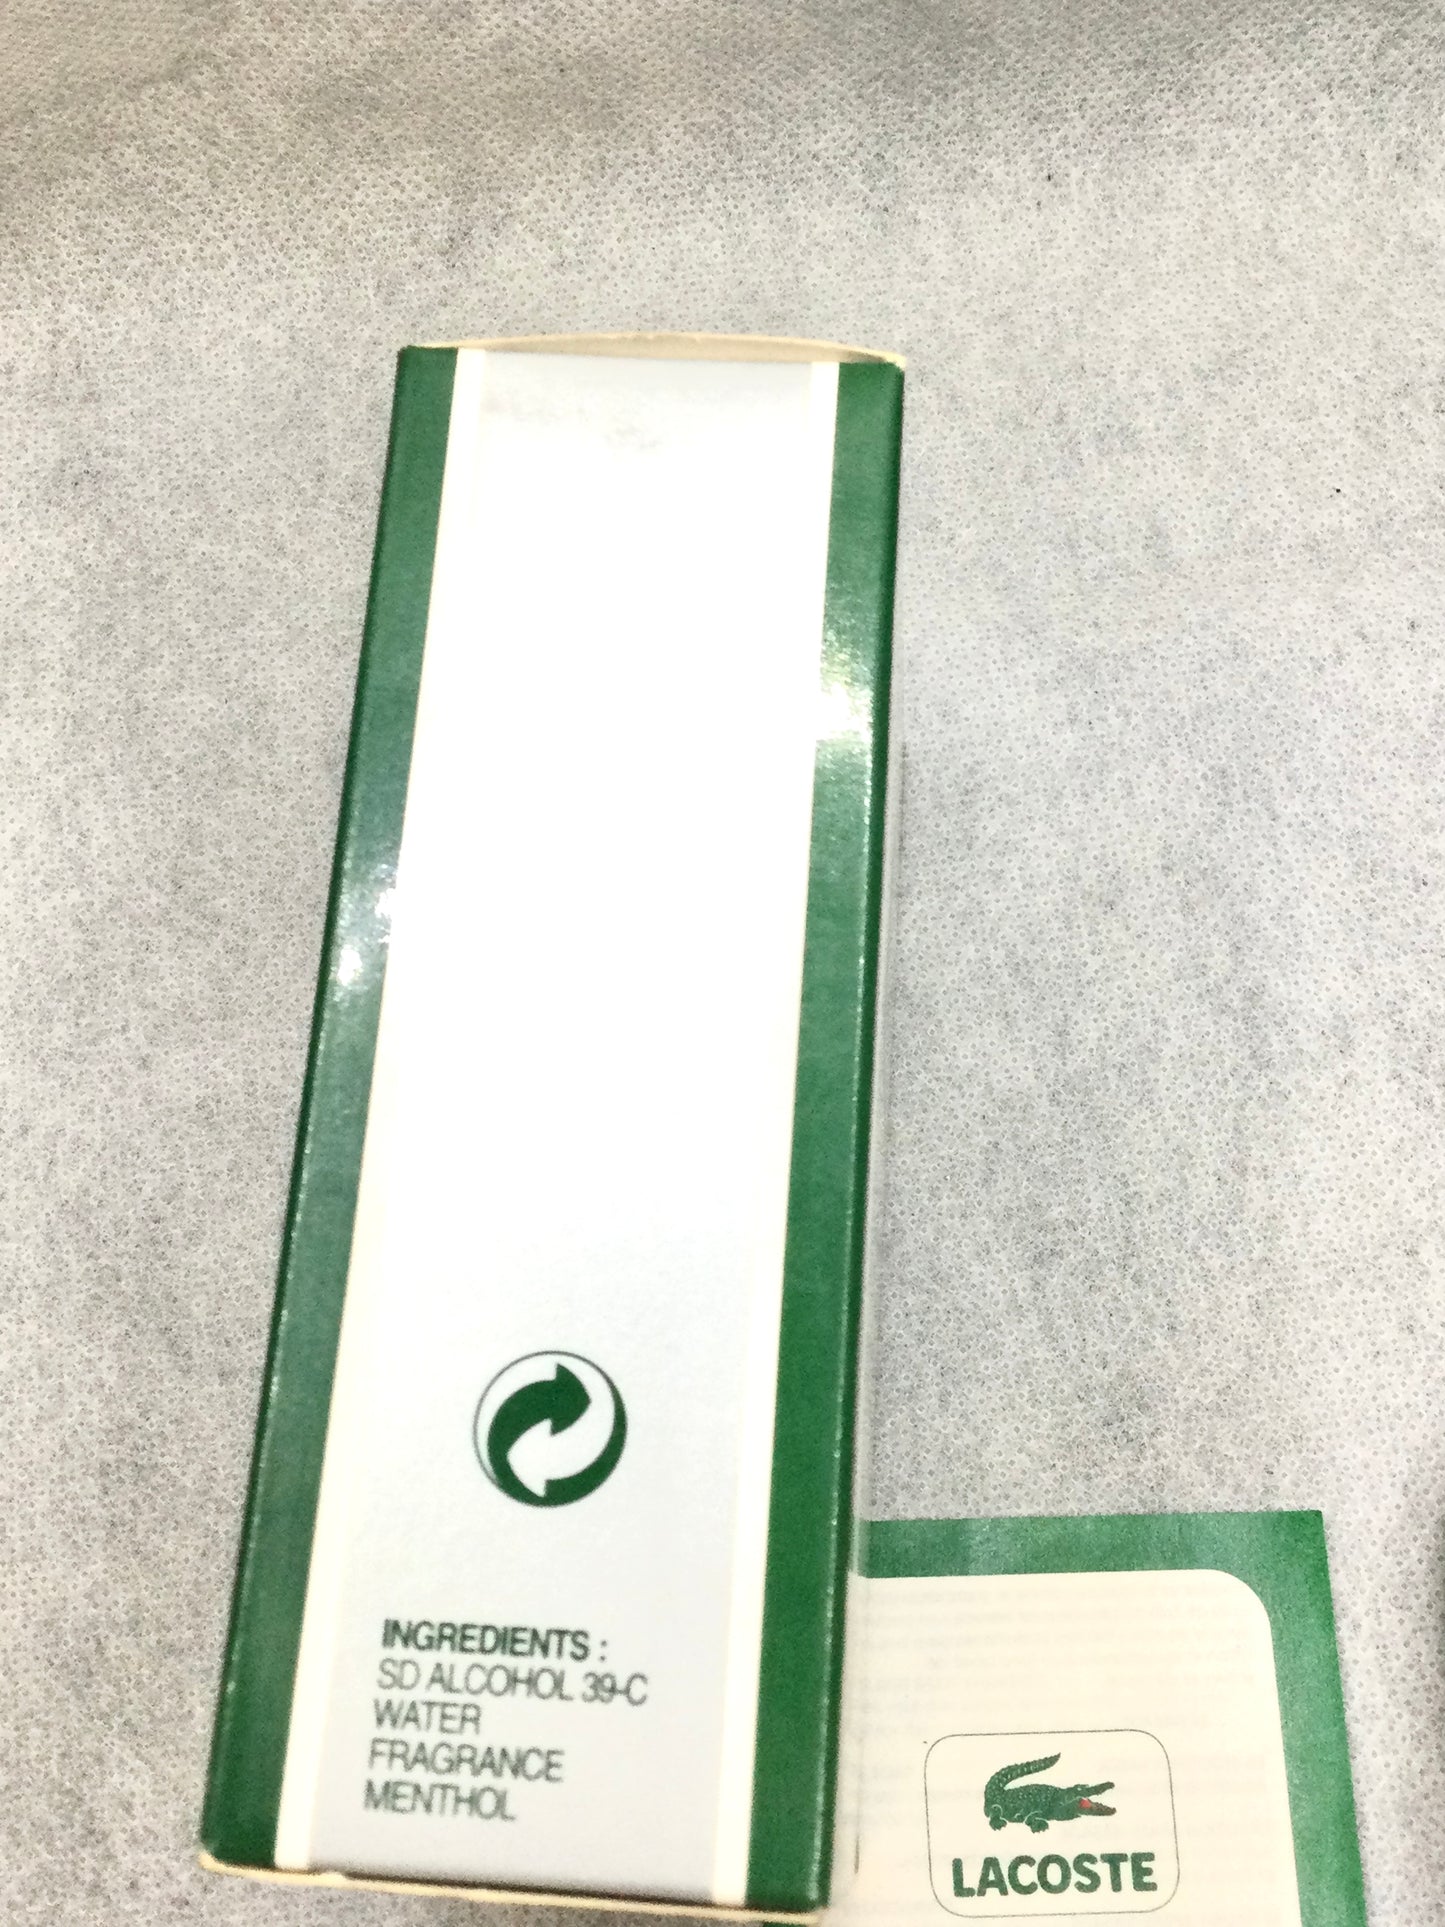 INGREDIENTS :
SD ALCOHOL 39-C
WATER
FRAGRANCE
MENTHOL
LACOSTE